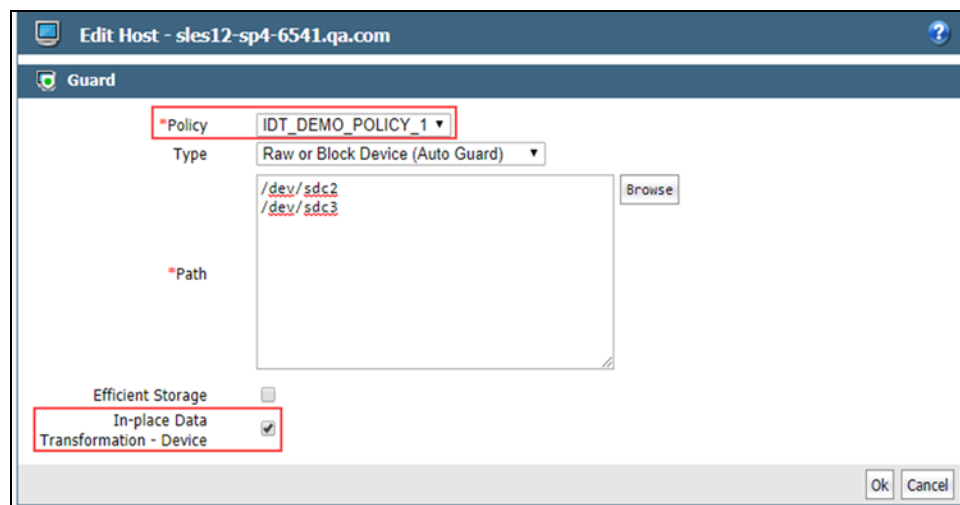 Edit Host - sles12-sp4-6541.qa.com
?
Guard
*Policy IDT_DEMO_POLICY_1
Type Raw or Block Device (Auto Guard)
/dev/sdc2
/dev/sdc3
Browse
*Path
Efficient Storage
In-place Data
Transformation - Device
Ok Cancel